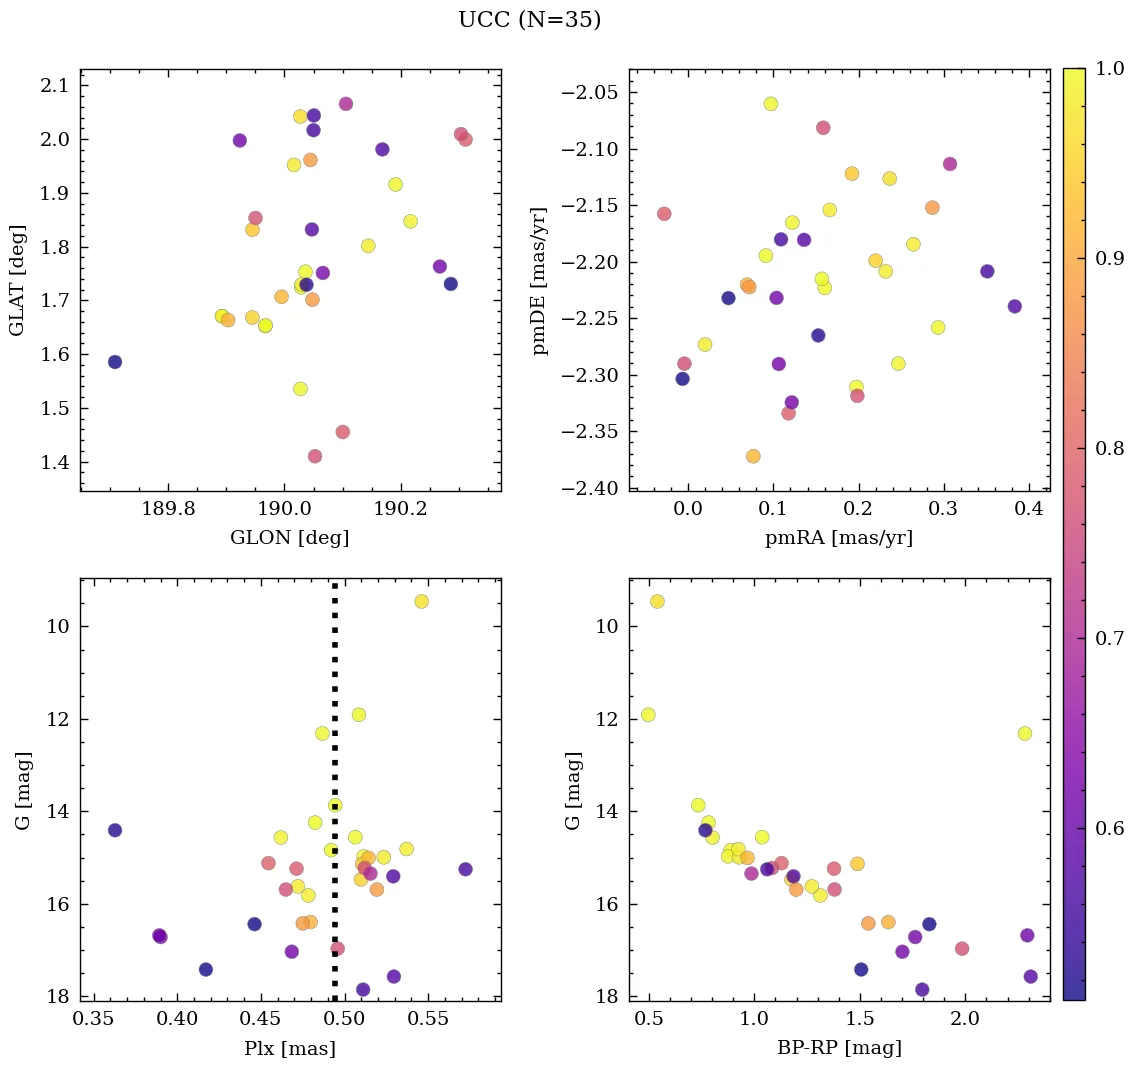 UCC (N=35)
2.1
2.0
1.9
1.8
1.7
1.6
1.5
1.4
GLAT [deg]
189.8 190.0 190.2
GLON [deg]
−2.05
−2.10
−2.15
−2.20
−2.25
−2.30
−2.35
−2.40
pmDE [mas/yr]
0.0 0.1 0.2 0.3 0.4
pmRA [mas/yr]
10
12
14
16
18
G [mag]
0.35 0.40 0.45 0.50 0.55
Plx [mas]
10
12
14
16
18
G [mag]
0.5 1.0 1.5 2.0
BP-RP [mag]
1.0
0.9
0.8
0.7
0.6